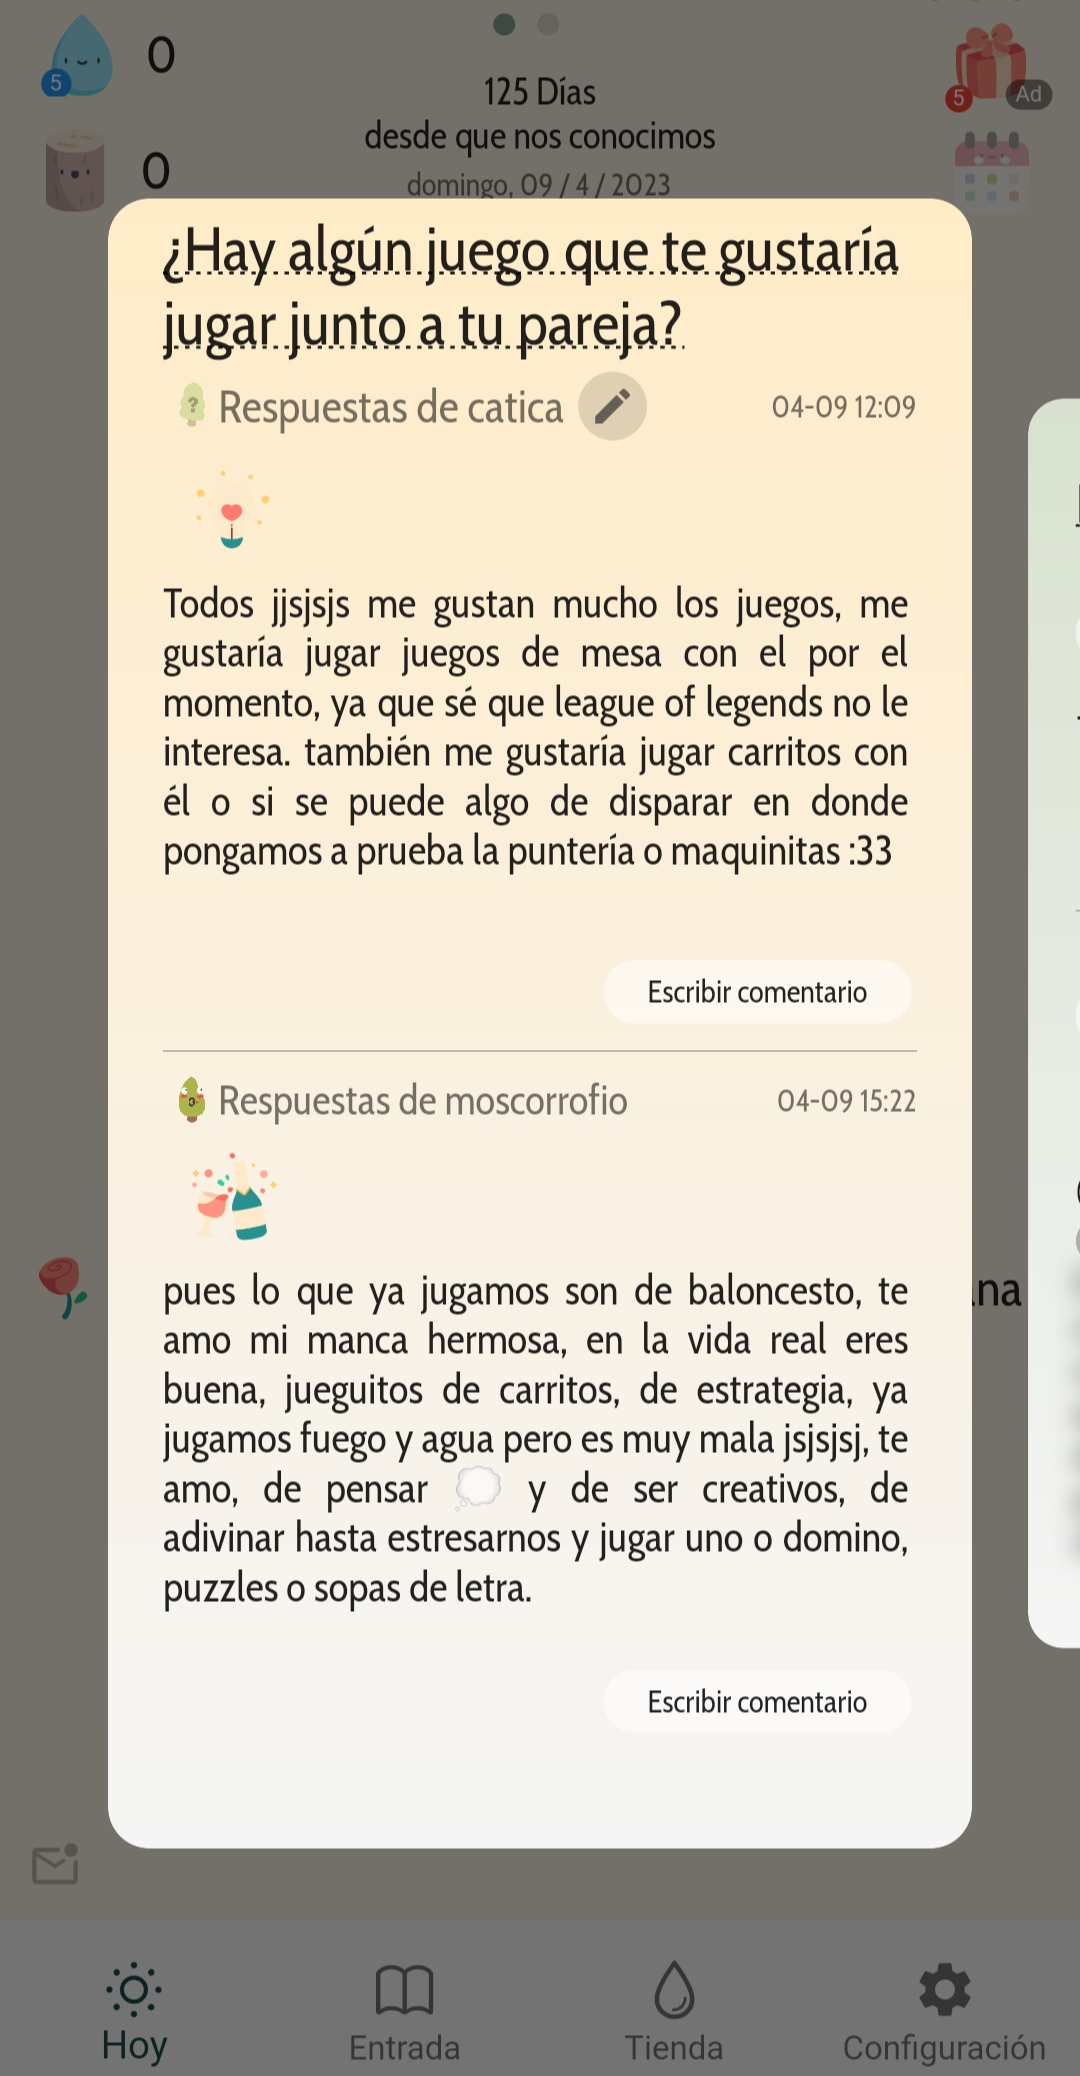 5
0
5
Ad
0
125 Días
desde que nos conocimos
domingo, 09 / 4 / 2023
¿Hay algún juego que te gustaría
jugar junto a tu pareja?
Respuestas de catica
04-09 12:09
Todos jjsjsjs me gustan mucho los juegos, me
gustaría jugar juegos de mesa con el por el
momento, ya que sé que league of legends no le
interesa. también me gustaría jugar carritos con
él o si se puede algo de disparar en donde
pongamos a prueba la puntería o maquinitas :33
Escribir comentario
Respuestas de moscorrofio
04-09 15:22
pues lo que ya jugamos son de baloncesto, te
amo mi manca hermosa, en la vida real eres
buena, jueguitos de carritos, de estrategia, ya
jugamos fuego y agua pero es muy mala jsjsjsj, te
amo, de pensar 💭 y de ser creativos, de
adivinar hasta estresarnos y jugar uno o domino,
puzzles o sopas de letra.
Escribir comentario
na
Hoy
Entrada
Tienda
Configuración